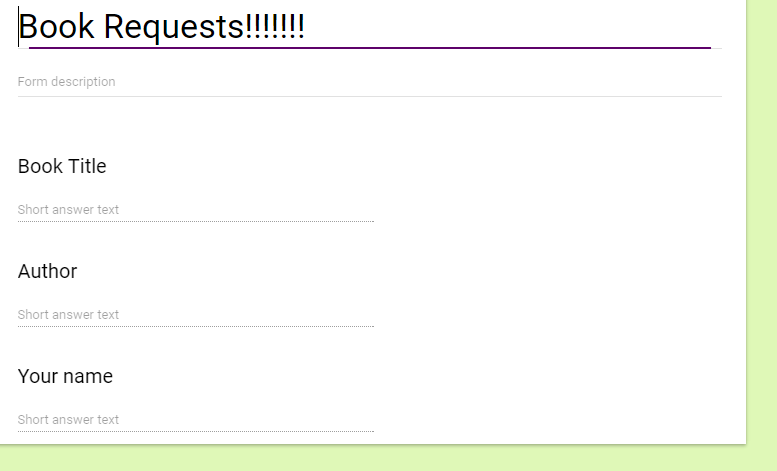 Book Requests!!!!!!!
Form description
Book Title
Short answer text
Author
Short answer text
Your name
Short answer text